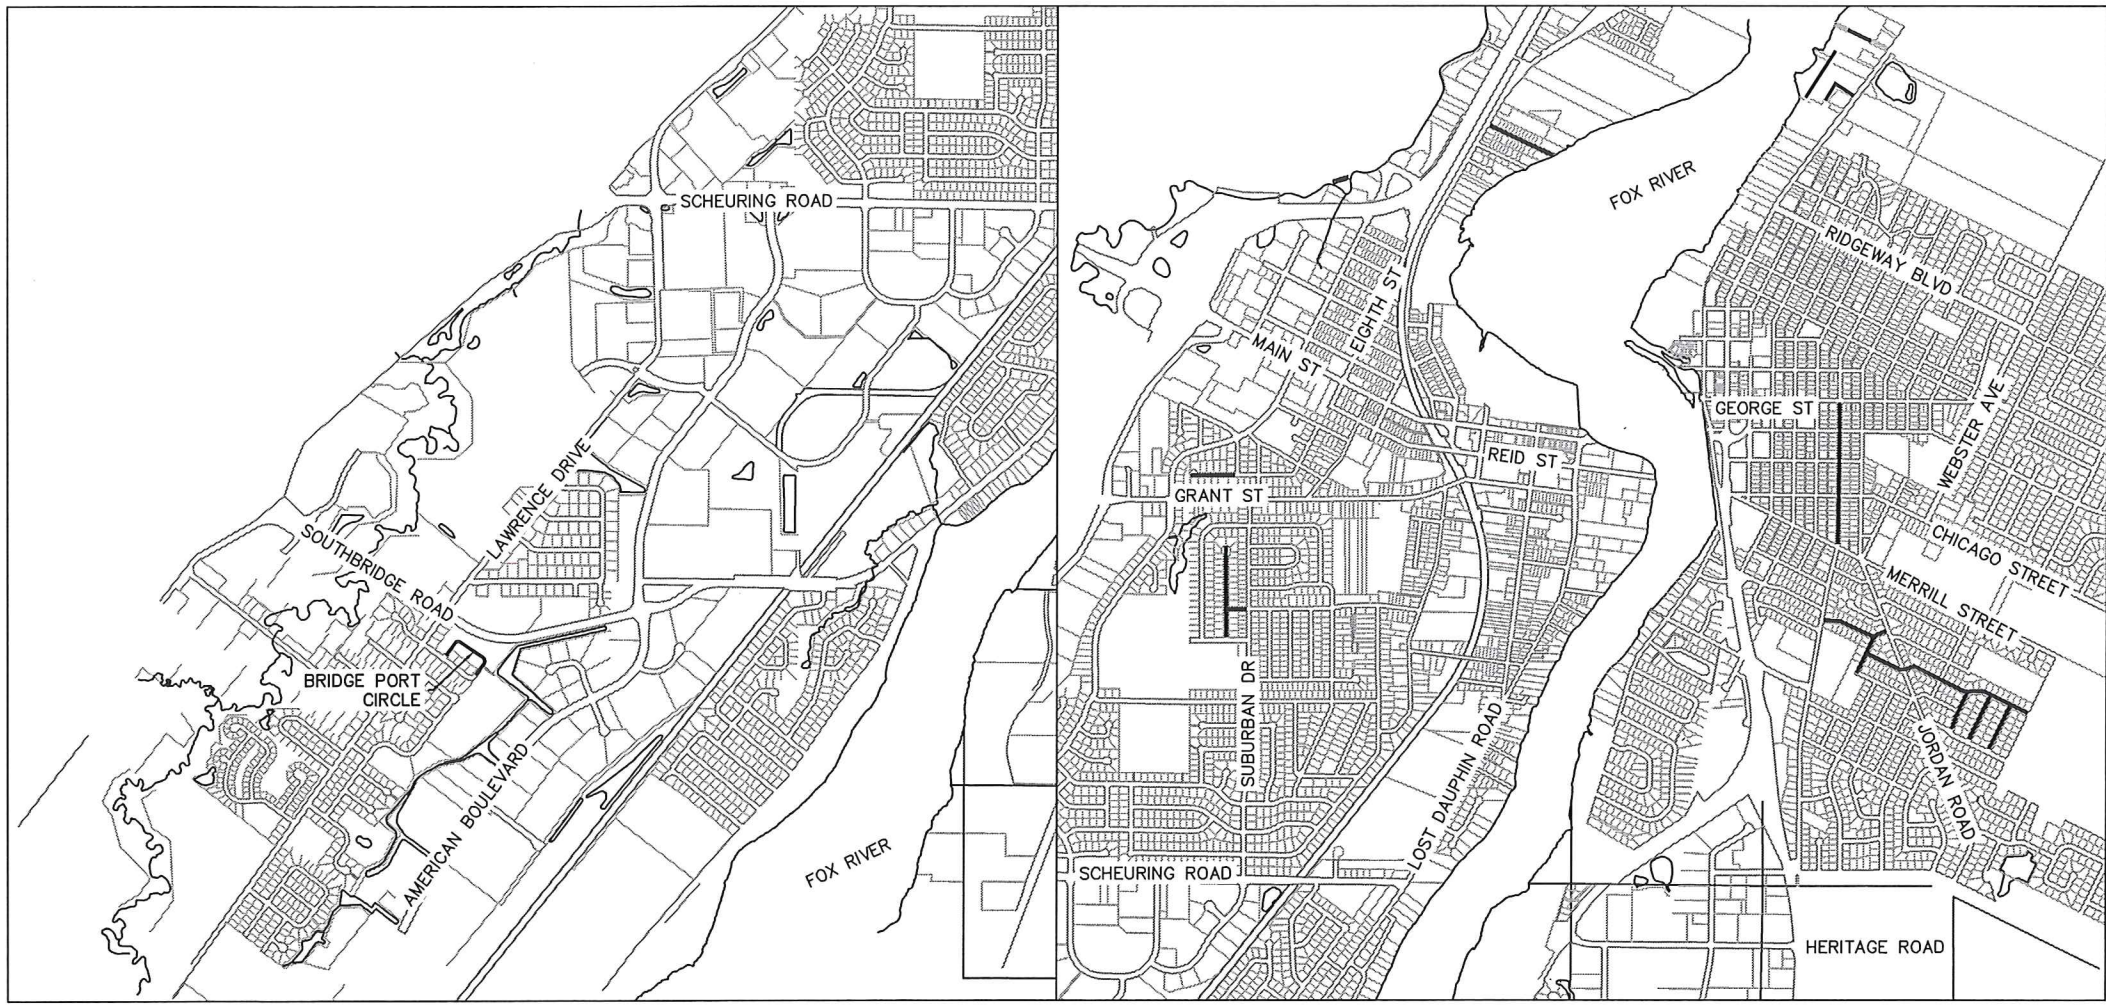 SCHEURING ROAD
LAWRENCE DRIVE
SOUTHBRIDGE ROAD
BRIDGE PORT
CIRCLE
AMERICAN BOULEVARD
FOX RIVER
FOX RIVER
RIDGEWAY BLVD
EIGHTH ST
MAIN ST
GEORGE ST
WEBSTER AVE
REID ST
GRANT ST
CHICAGO STREET
MERRILL STREET
SUBURBAN DR
LOST DAUPHIN ROAD
JORDAN ROAD
SCHEURING ROAD
HERITAGE ROAD